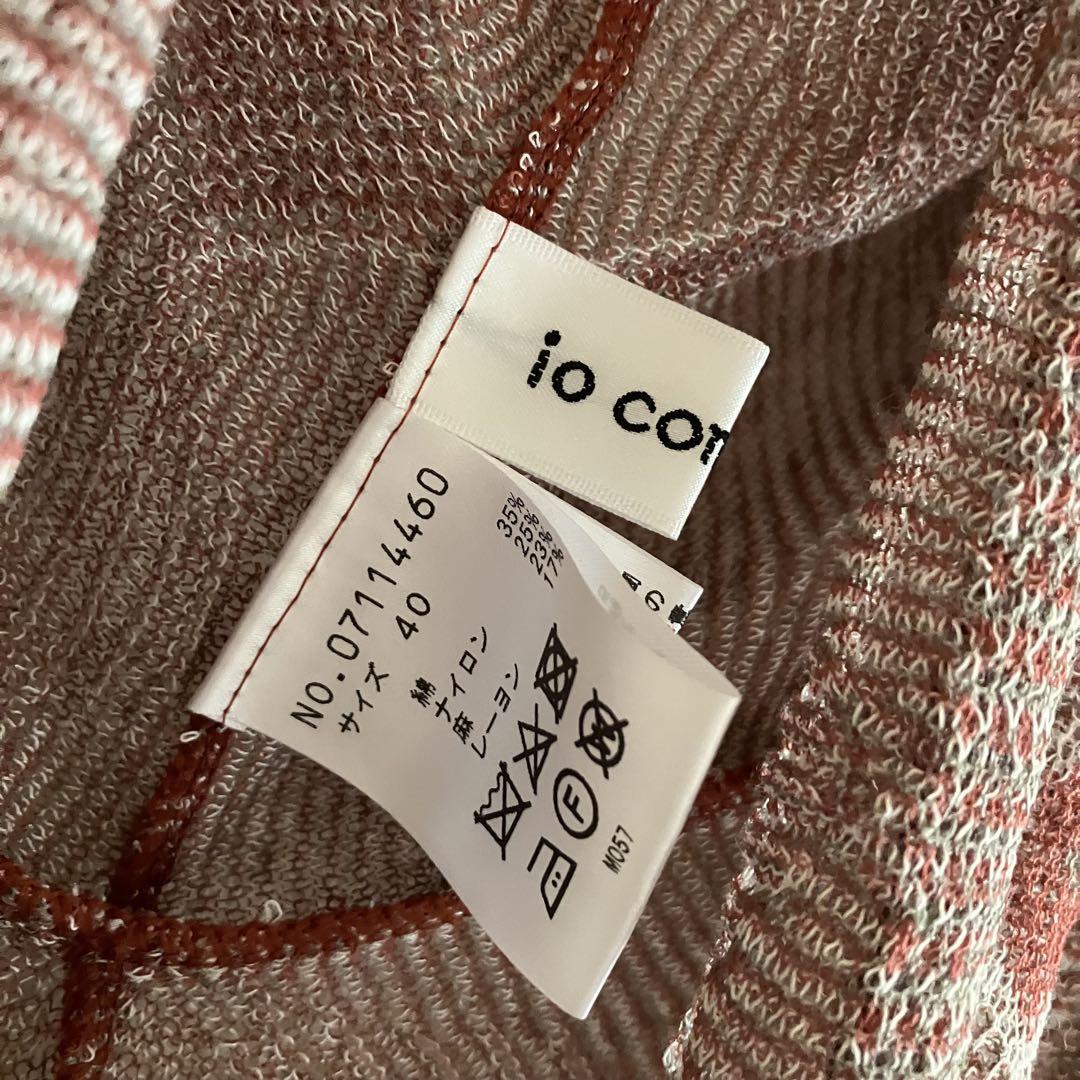 io com
NO.07114460
サイズ 40
綿 35%
ナイロン 25%
麻 23%
レーヨン 17%
F
W
M057